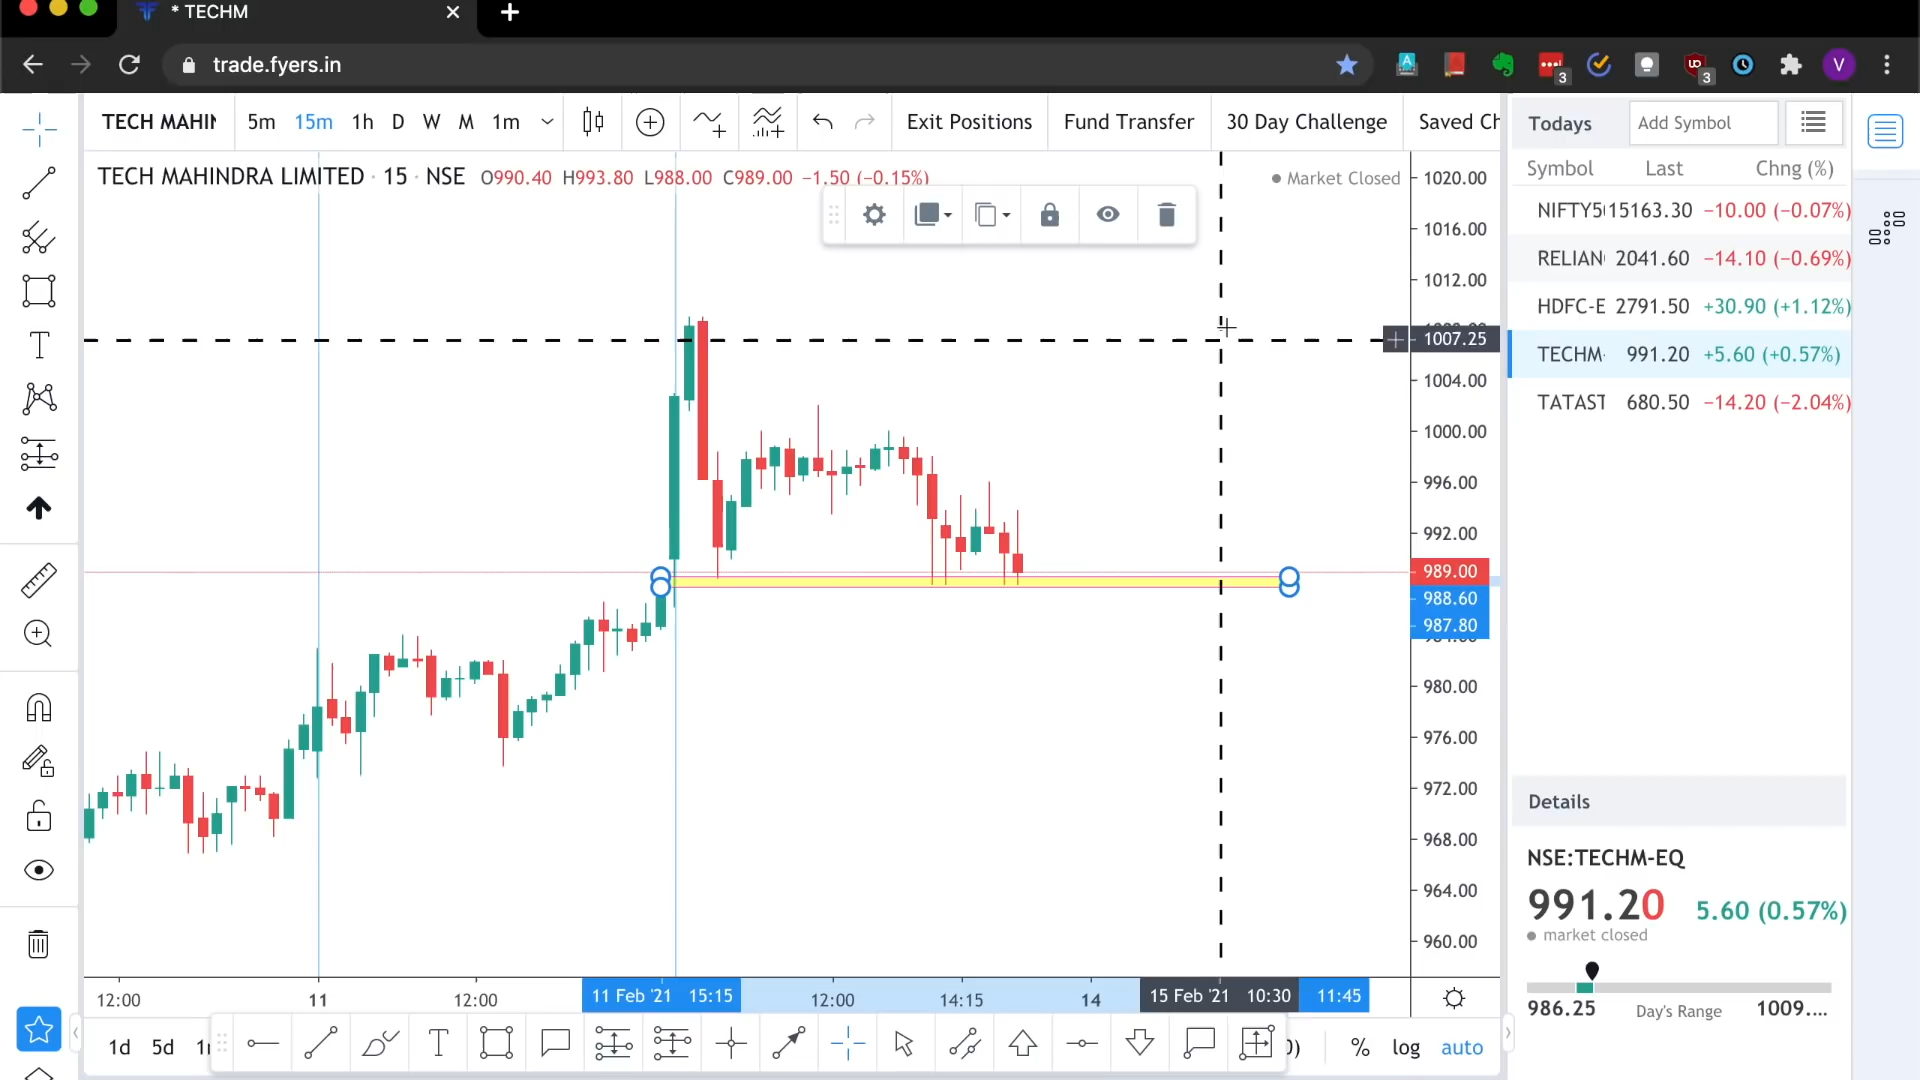 * TECHM
trade.fyers.in
3
3
V
TECH MAHIN
5m 15m 1h D W M 1m
Exit Positions
Fund Transfer
30 Day Challenge
Saved Ch
TECH MAHINDRA LIMITED · 15 · NSE O990.40 H993.80 L988.00 C989.00 −1.50 (−0.15%)
Market Closed
1020.00
1016.00
1012.00
1007.25
1004.00
1000.00
996.00
992.00
989.00
988.60
987.80
980.00
976.00
972.00
968.00
964.00
960.00
12:00 11 12:00 11 Feb '21 15:15 12:00 14:15 14 15 Feb '21 10:30 11:45
1d 5d
% log auto
Todays
Add Symbol
Symbol Last Chng (%)
NIFTY5 15163.30 −10.00 (−0.07%)
RELIAN 2041.60 −14.10 (−0.69%)
HDFC-E 2791.50 +30.90 (+1.12%)
TECHM- 991.20 +5.60 (+0.57%)
TATAST 680.50 −14.20 (−2.04%)
Details
NSE:TECHM-EQ
991.20 5.60 (0.57%)
market closed
986.25 Day's Range 1009....